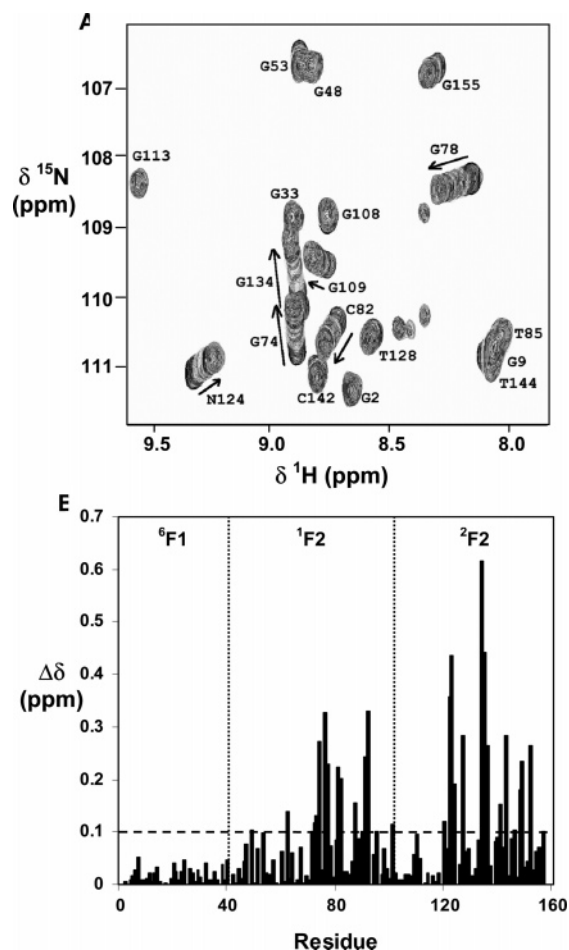 A
G53
G48
G155
107
G113
G78
108
δ 15N
(ppm)
G33
G108
109
G134
G109
110
C82
G74
T85
T128
G9
111
N124
C142
G2
T144
9.5
9.0
8.5
8.0
δ 1H (ppm)
E
0.7
6F1
1F2
2F2
0.6
0.5
0.4
Δδ
(ppm)
0.3
0.2
0.1
0
0
40
80
120
160
Residue